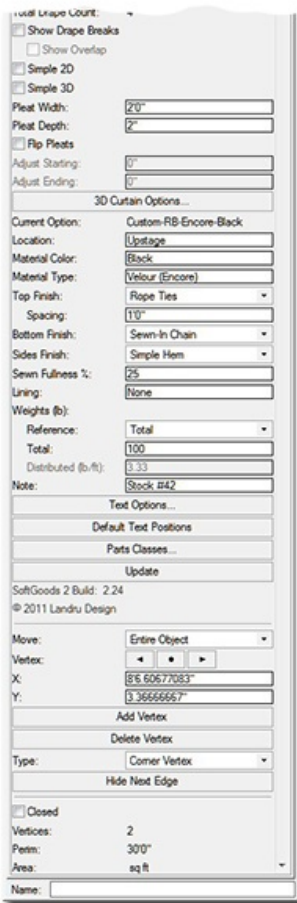 Total Drape Count: 4
Show Drape Breaks
Show Overlap
Simple 2D
Simple 3D
Pleat Width: 2'0"
Pleat Depth: 2"
Flip Pleats
Adjust Starting: 0"
Adjust Ending: 0"
3D Curtain Options...
Current Option: Custom-RB-Encore-Black
Location: Upstage
Material Color: Black
Material Type: Velour (Encore)
Top Finish: Rope Ties
Spacing: 1'0"
Bottom Finish: Sewn-In Chain
Sides Finish: Simple Hem
Sewn Fullness %: 25
Lining: None
Weights (lb):
Reference: Total
Total: 100
Distributed (lb/ft): 3.33
Note: Stock #42
Text Options...
Default Text Positions
Parts Classes...
Update
SoftGoods 2 Build: 2.24
© 2011 Landru Design
Move: Entire Object
Vertex:
X: 8'6.60677083"
Y: 3.36666667"
Add Vertex
Delete Vertex
Type: Corner Vertex
Hide Next Edge
Closed
Vertices: 2
Perim: 30'0"
Area: sq ft
Name: